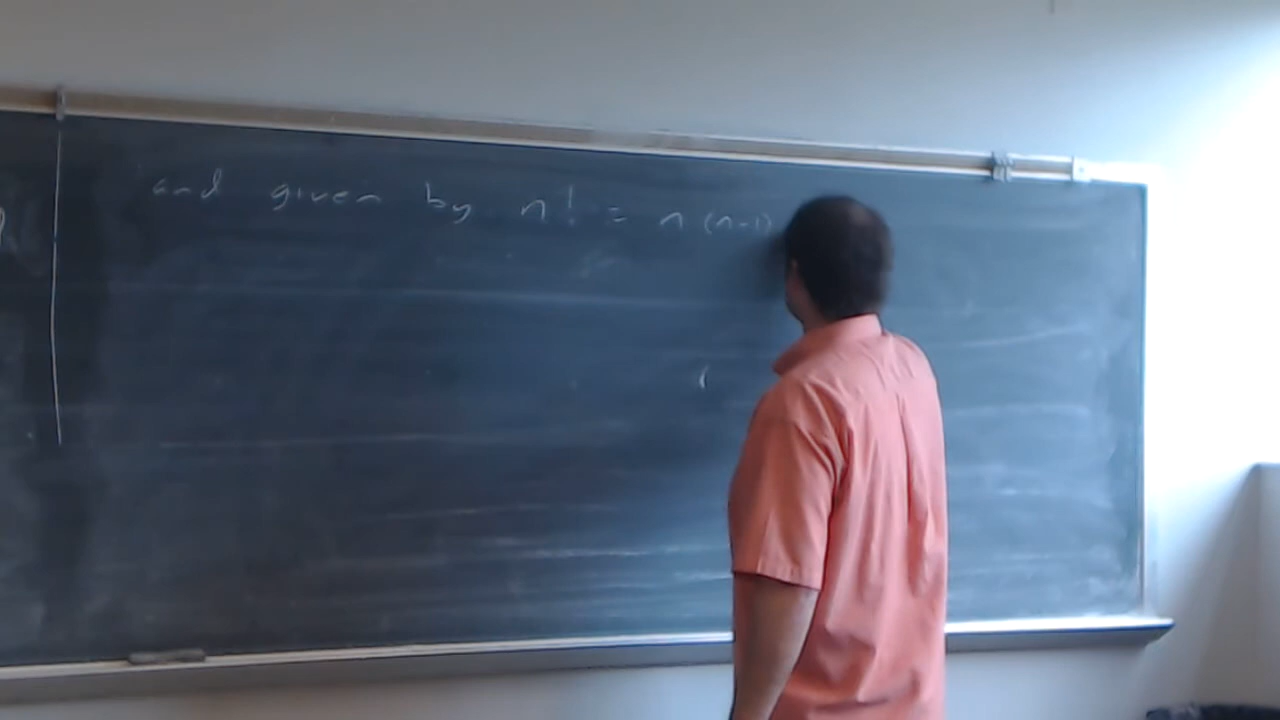 and given by n! = n (n-1)